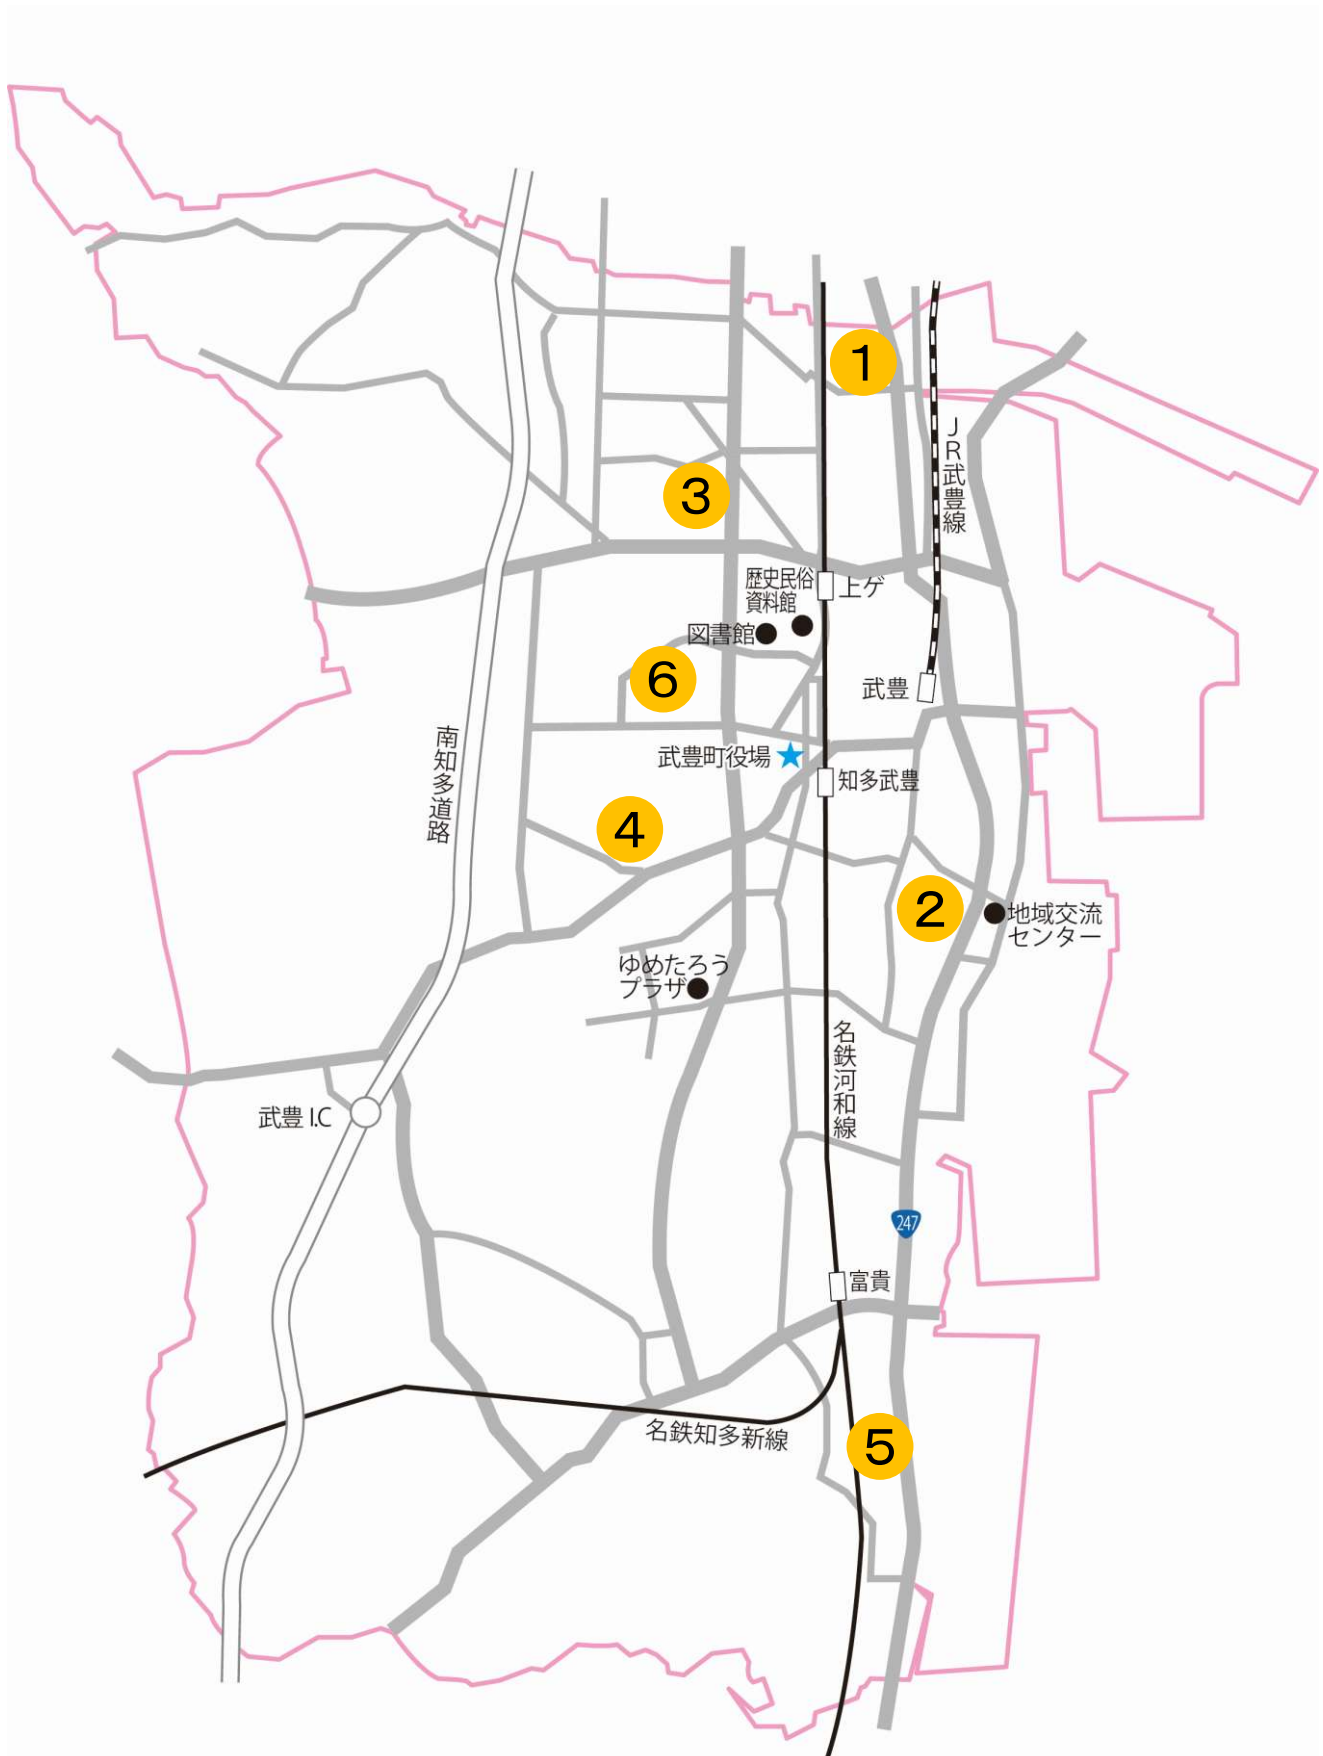 1
JR武豊線
3
歴史民俗
資料館
上ゲ
図書館
6
武豊
南知多道路
武豊町役場
知多武豊
4
2
地域交流
センター
ゆめたろう
プラザ
名鉄河和線
武豊 I.C
247
富貴
名鉄知多新線
5